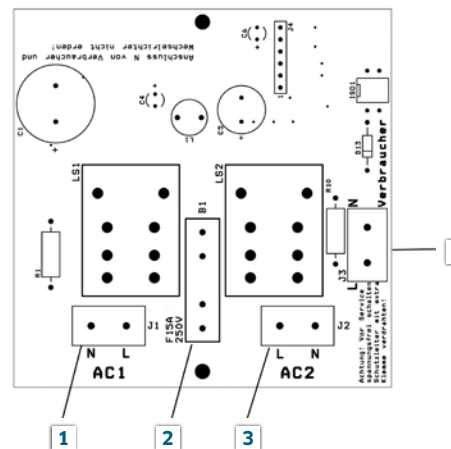 Anschluss N von Verbraucher und
Wechselrichter nicht erden!
C6
J4
C1
+
C4
+
L1
C5
+
ISO1
D13
Verbraucher
LS1
LS2
B1
R10
R1
N
L
J3
F15A
250V
J1
N L
AC1
J2
L N
AC2
Achtung! Vor Service
spannungsfrei schalten
Schutzleiter mit extra
Klemme verdrahten!
1
2
3